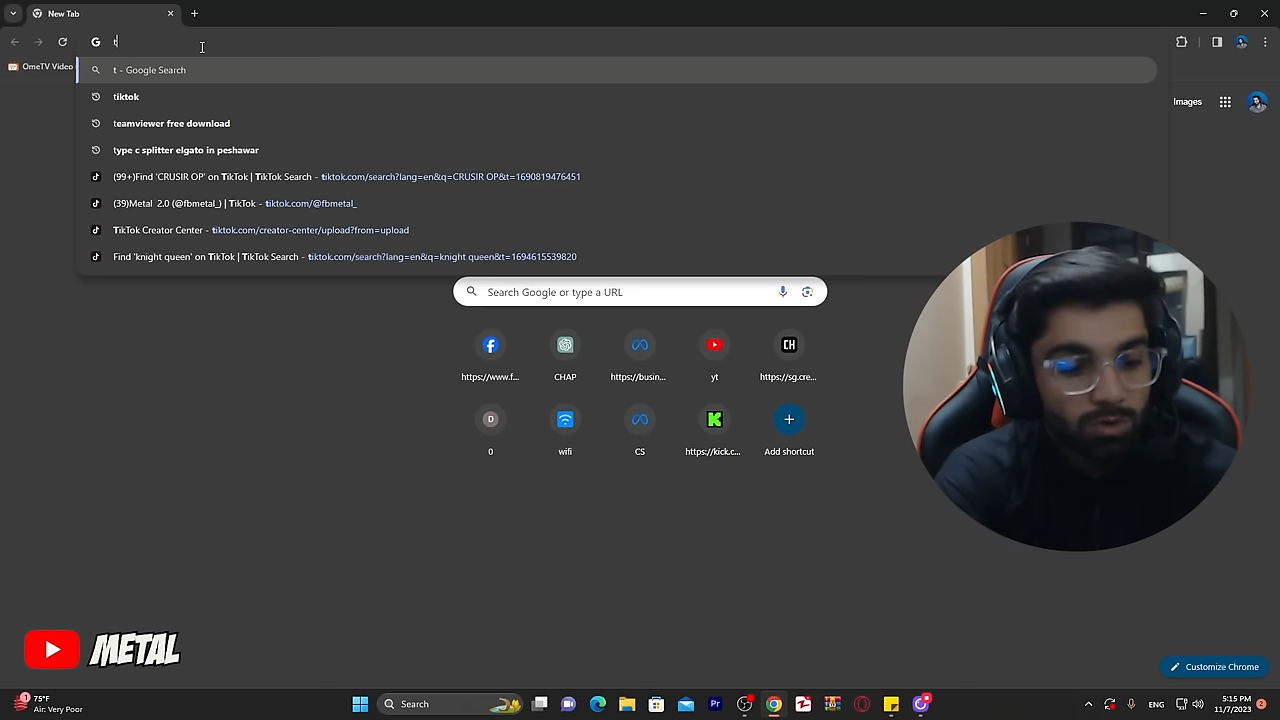 New Tab
t
OmeTV Video
t - Google Search
tiktok
teamviewer free download
type c splitter elgato in peshawar
(99+)Find 'CRUSIR OP' on TikTok | TikTok Search - tiktok.com/search?lang=en&q=CRUSIR OP&t=1690819476451
(39)Metal 2.0 (@fbmetal_) | TikTok - tiktok.com/@fbmetal_
TikTok Creator Center - tiktok.com/creator-center/upload?from=upload
Find 'knight queen' on TikTok | TikTok Search - tiktok.com/search?lang=en&q=knight queen&t=1694615539820
Images
Search Google or type a URL
CH
https://www.f... CHAP https://busin... yt https://sg.cre...
D K
0 wifi CS https://kick.c... Add shortcut
METAL
Customize Chrome
1 75°F
Air: Very Poor
Search
Pr
ENG
5:15 PM
11/7/2023
2